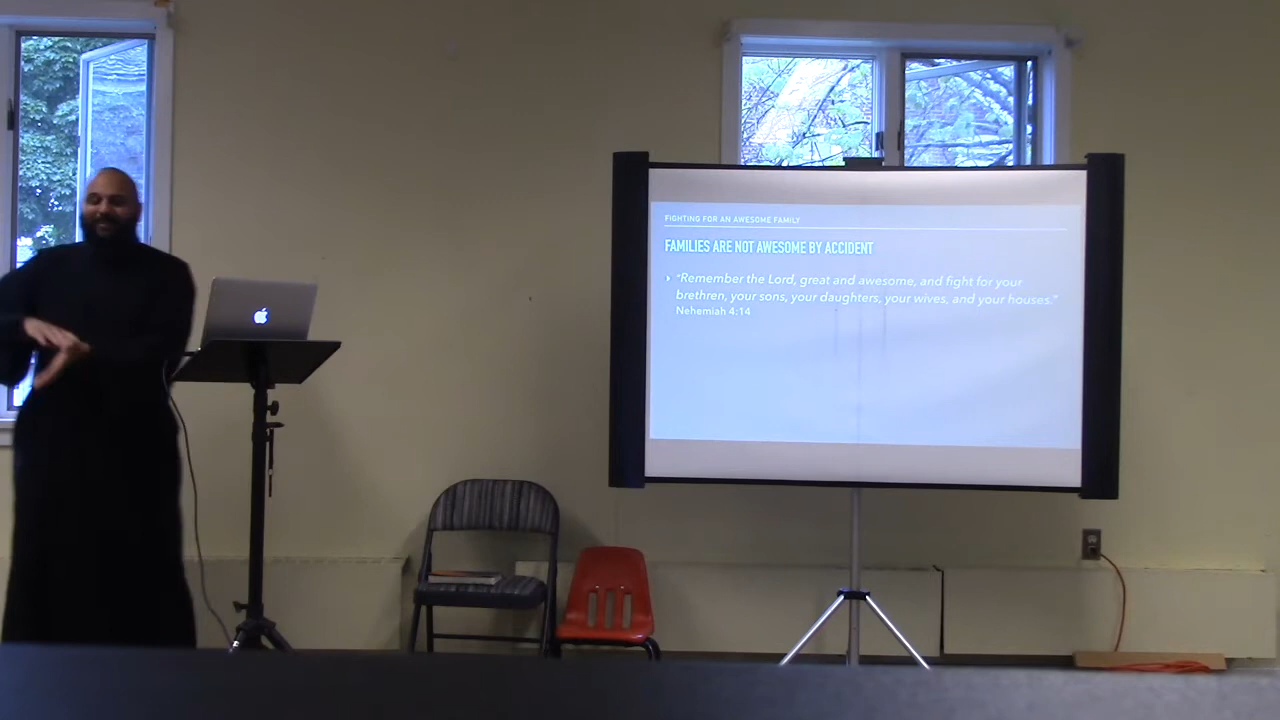 FIGHTING FOR AN AWESOME FAMILY
FAMILIES ARE NOT AWESOME BY ACCIDENT
"Remember the Lord, great and awesome, and fight for your
brethren, your sons, your daughters, your wives, and your houses."
Nehemiah 4:14